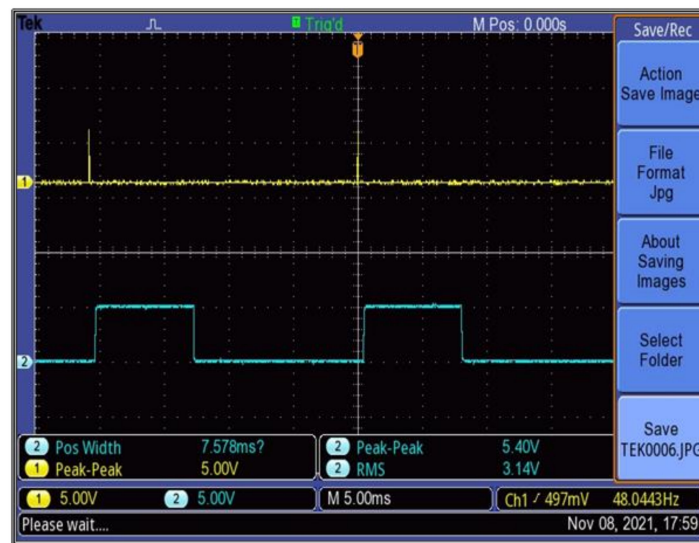 Tek
Trig'd
M Pos: 0.000s
Save/Rec
Action
Save Image
File
Format
Jpg
About
Saving
Images
Select
Folder
Save
TEK0006.JPG
1
2
2 Pos Width 7.578ms?
1 Peak-Peak 5.00V
2 Peak-Peak 5.40V
2 RMS 3.14V
1 5.00V 2 5.00V M 5.00ms Ch1 497mV 48.0443Hz
Please wait.... Nov 08, 2021, 17:59